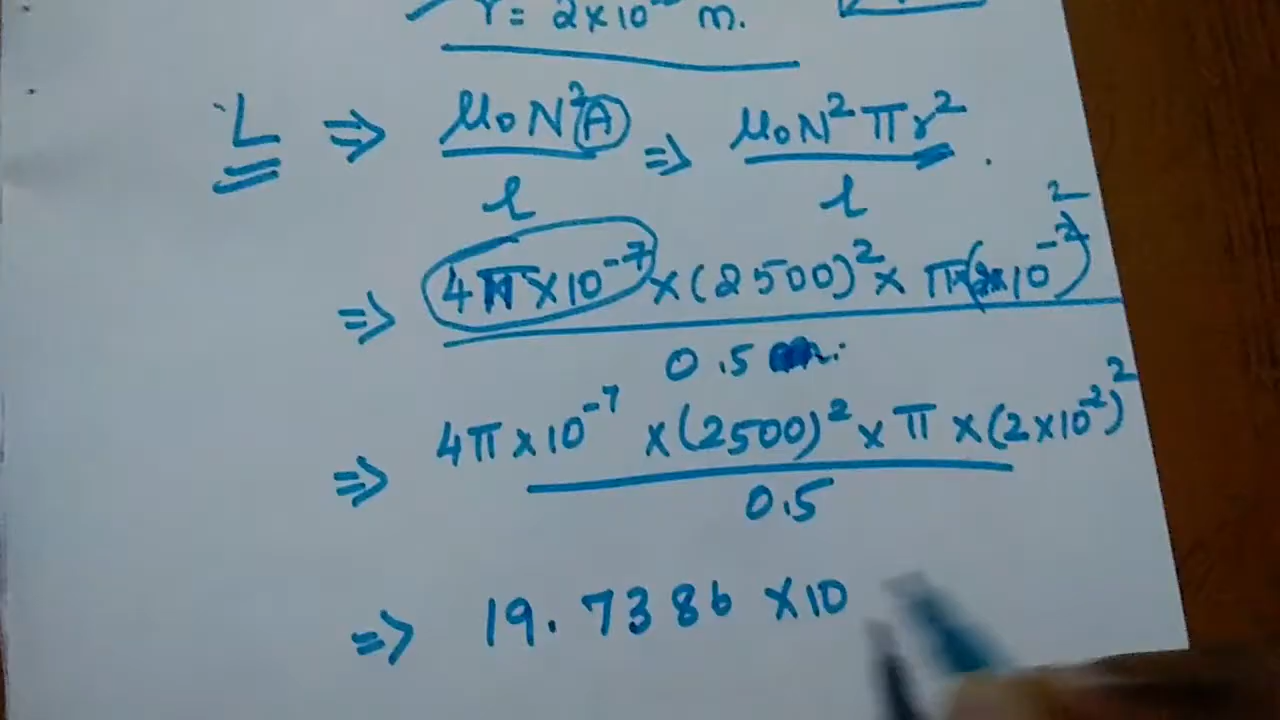 r = 2×10 m.
L ⇒ μ₀N²A / l ⇒ μ₀N²πr² / l .
⇒ 4π×10⁻⁷ × (2500)² × π(2×10⁻²)² / 0.5
⇒ 4π×10⁻⁷ × (2500)² × π × (2×10⁻²)² / 0.5
⇒ 19.7386 ×10